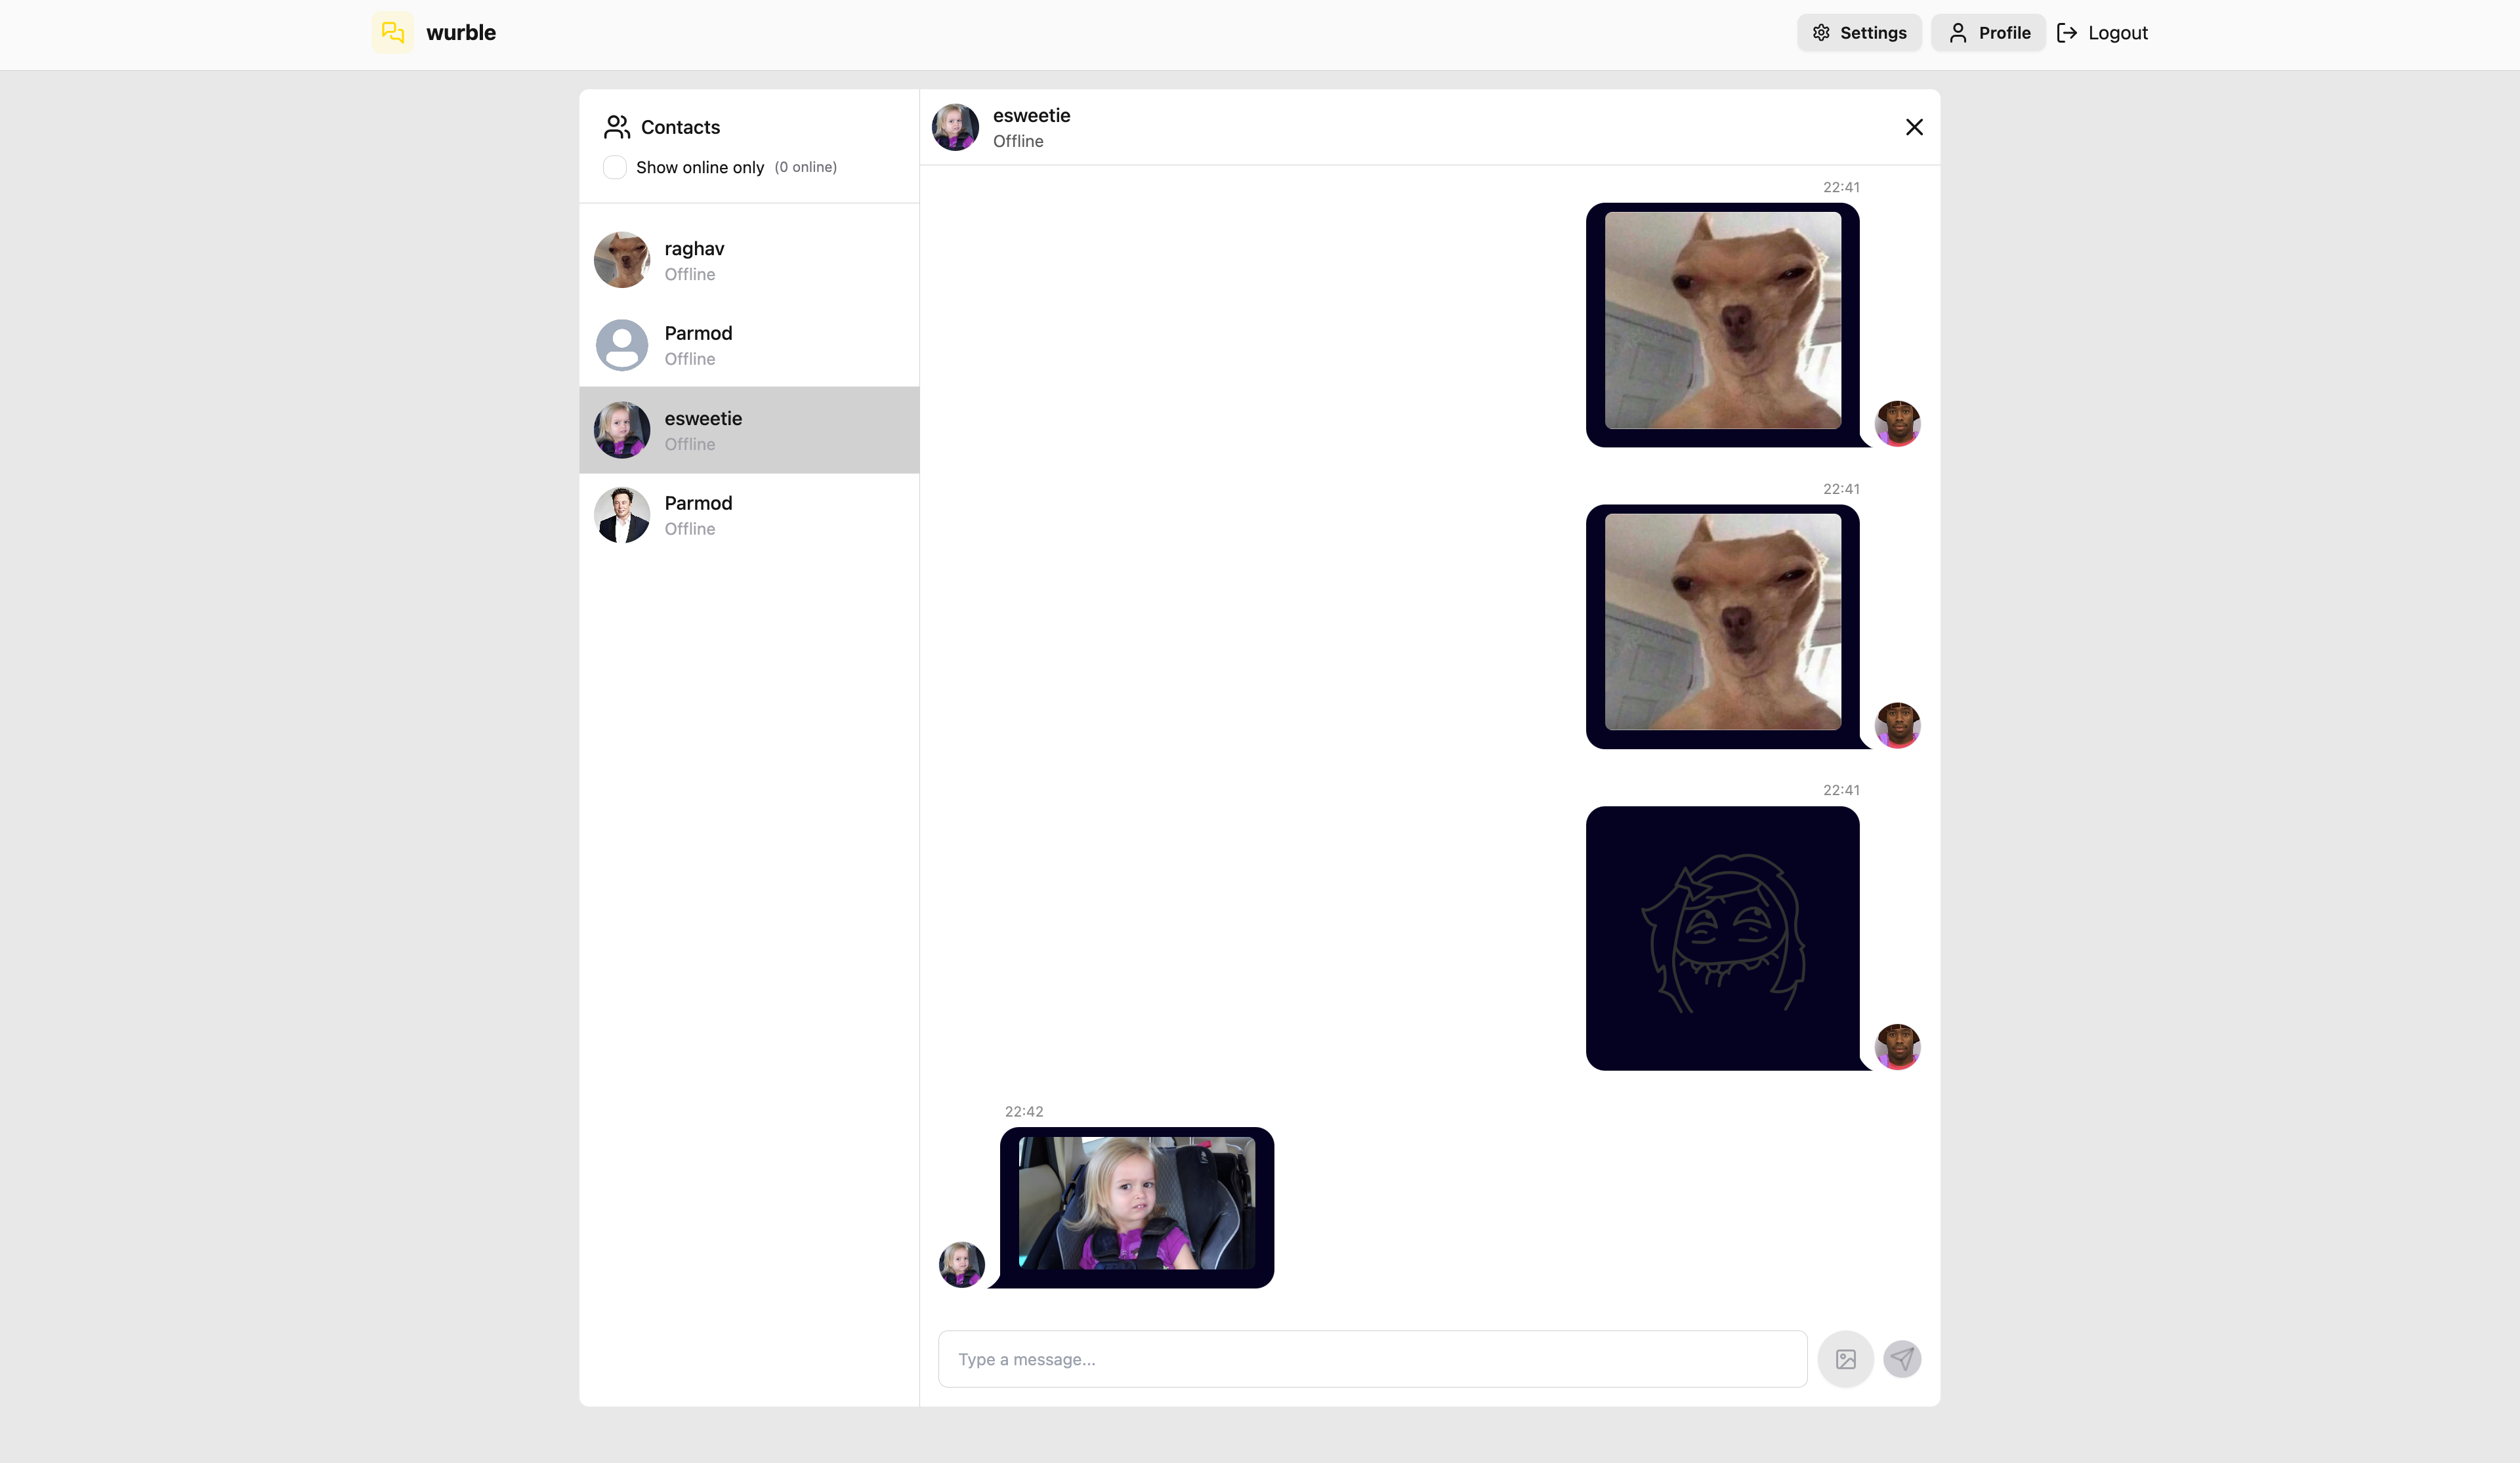 wurble
Settings
Profile
Logout
Contacts
Show online only (0 online)
raghav
Offline
Parmod
Offline
esweetie
Offline
Parmod
Offline
esweetie
Offline
22:41
22:41
22:41
22:42
Type a message...